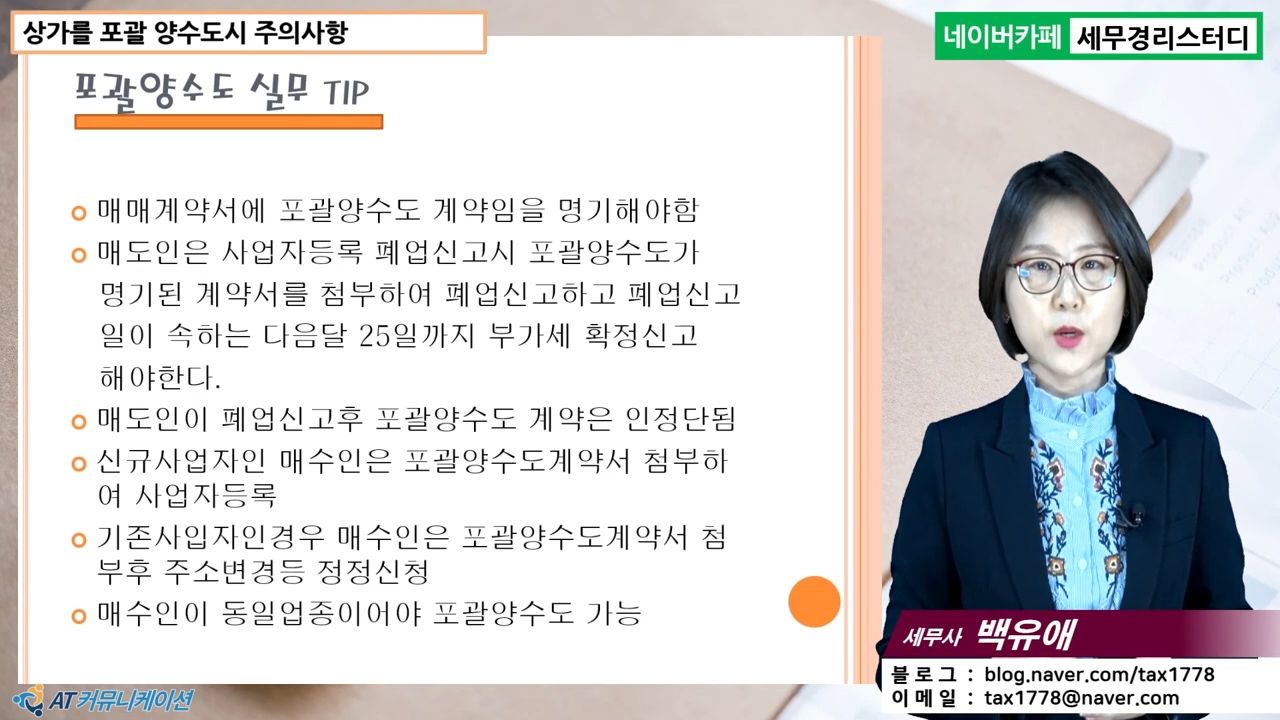 상가를 포괄 양수도시 주의사항
네이버카페 세무경리스터디
포괄양수도 실무 TIP
매매계약서에 포괄양수도 계약임을 명기해야함
매도인은 사업자등록 폐업신고시 포괄양수도가
명기된 계약서를 첨부하여 폐업신고하고 폐업신고
일이 속하는 다음달 25일까지 부가세 확정신고
해야한다.
매도인이 폐업신고후 포괄양수도 계약은 인정단됨
신규사업자인 매수인은 포괄양수도계약서 첨부하
여 사업자등록
기존사입자인경우 매수인은 포괄양수도계약서 첨
부후 주소변경등 정정신청
매수인이 동일업종이어야 포괄양수도 가능
세무사 백유애
블로그 : blog.naver.com/tax1778
이메일 : tax1778@naver.com
AT커뮤니케이션